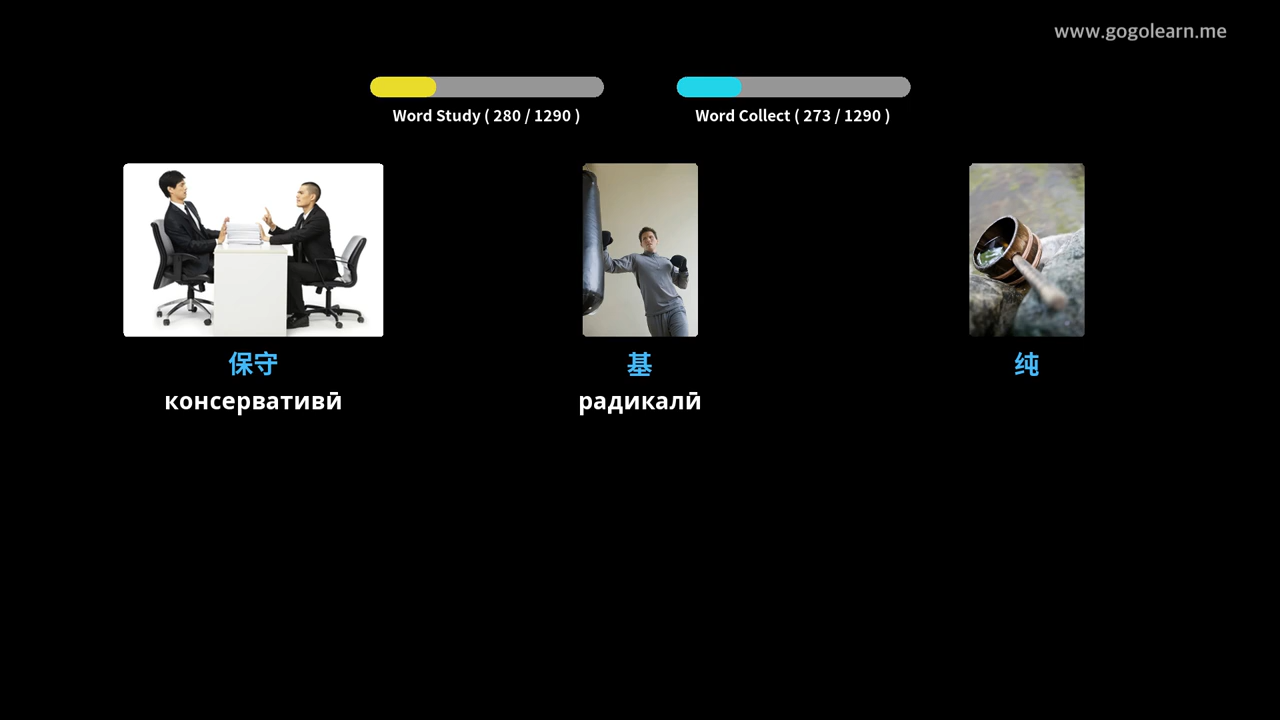 www.gogolearn.me
Word Study ( 280 / 1290 )
Word Collect ( 273 / 1290 )
保守
基
纯
консервативӣ
радикалӣ